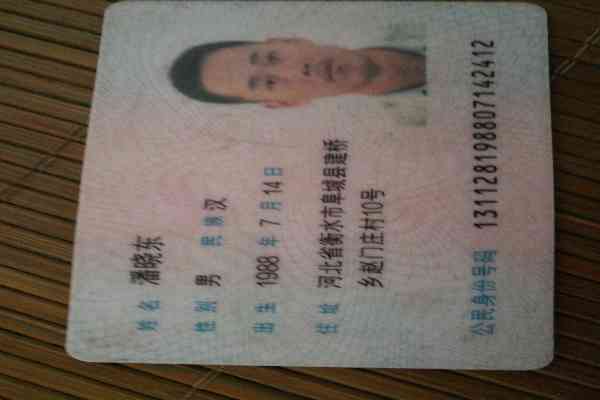 姓名 潘晓东
性别 男 民族 汉
出生 1988 年 7 月 14 日
住址 河北省衡水市阜城县建桥
乡赵门庄村10号
公民身份号码 131128198807142412